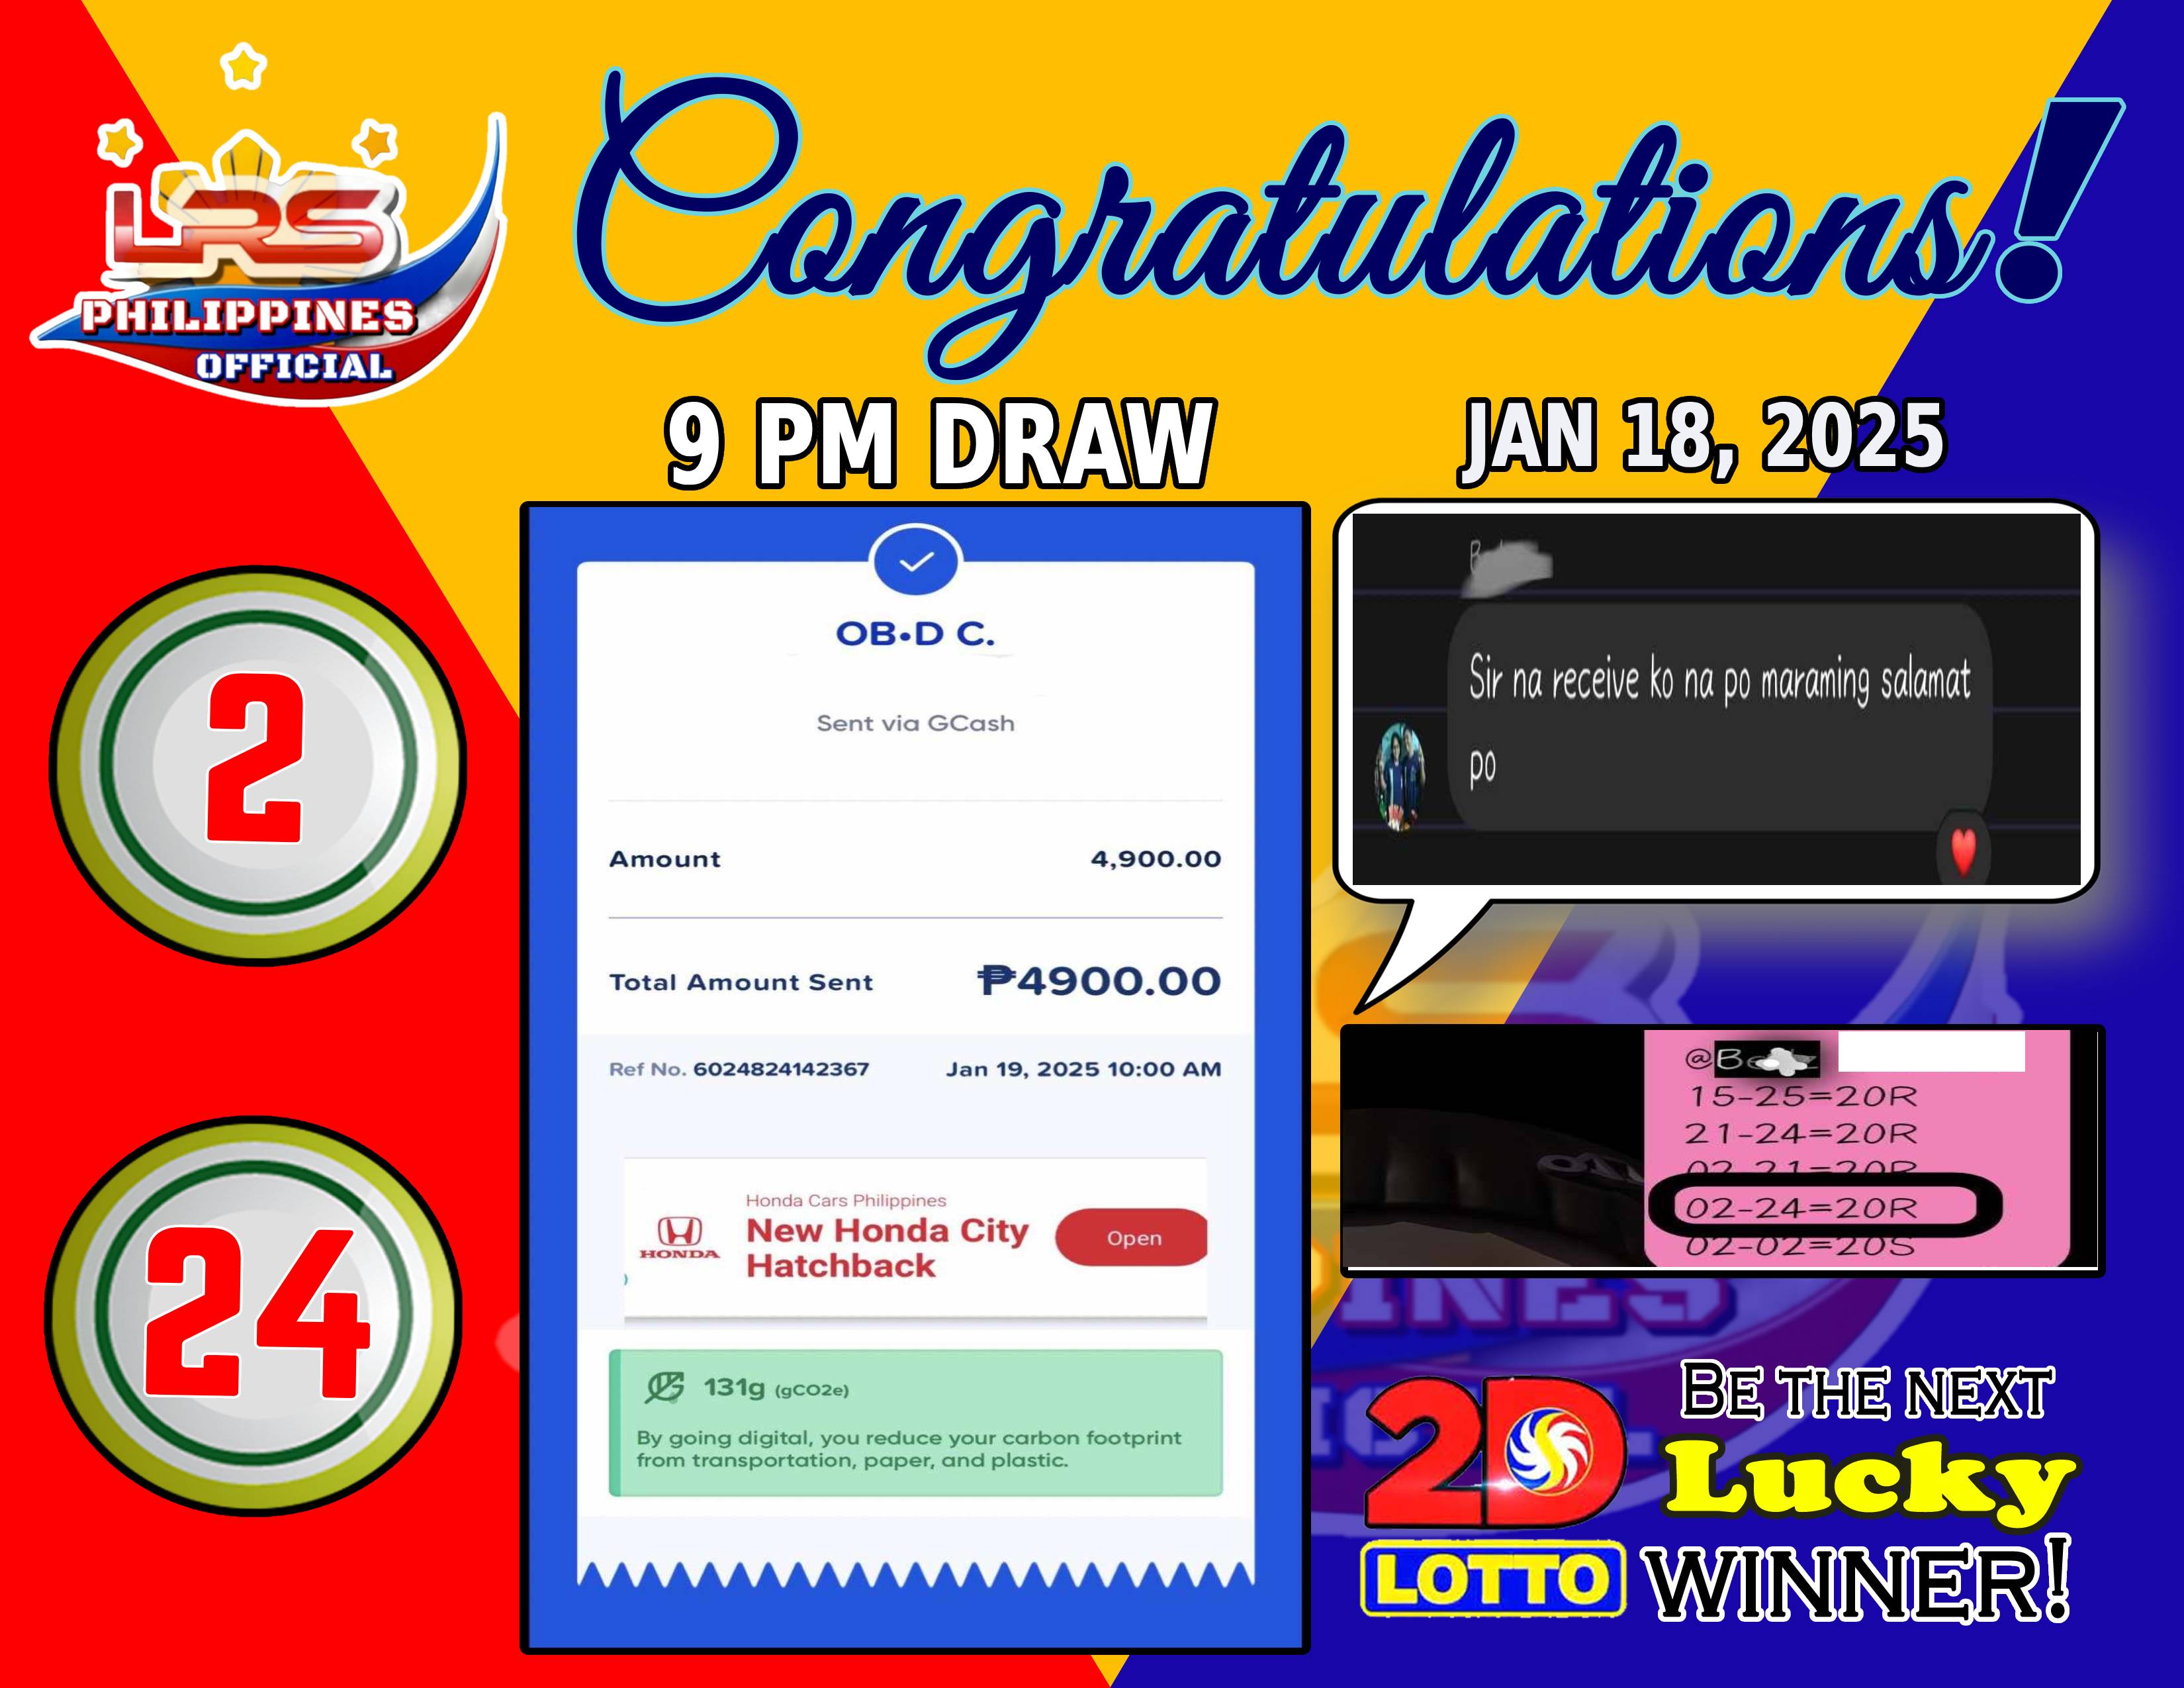 LRS
PHILIPPINES
OFFICIAL
Congratulations!
9 PM DRAW
JAN 18, 2025
2
24
OB•D C.
Sent via GCash
Amount 4,900.00
Total Amount Sent ₱4900.00
Ref No. 6024824142367 Jan 19, 2025 10:00 AM
Honda Cars Philippines
HONDA
New Honda City
Hatchback
Open
131g (gCO2e)
By going digital, you reduce your carbon footprint
from transportation, paper, and plastic.
Sir na receive ko na po maraming salamat
po
15-25=20R
21-24=20R
02-21=20R
02-24=20R
02-02=20S
2D
LOTTO
BE THE NEXT
Lucky
WINNER!